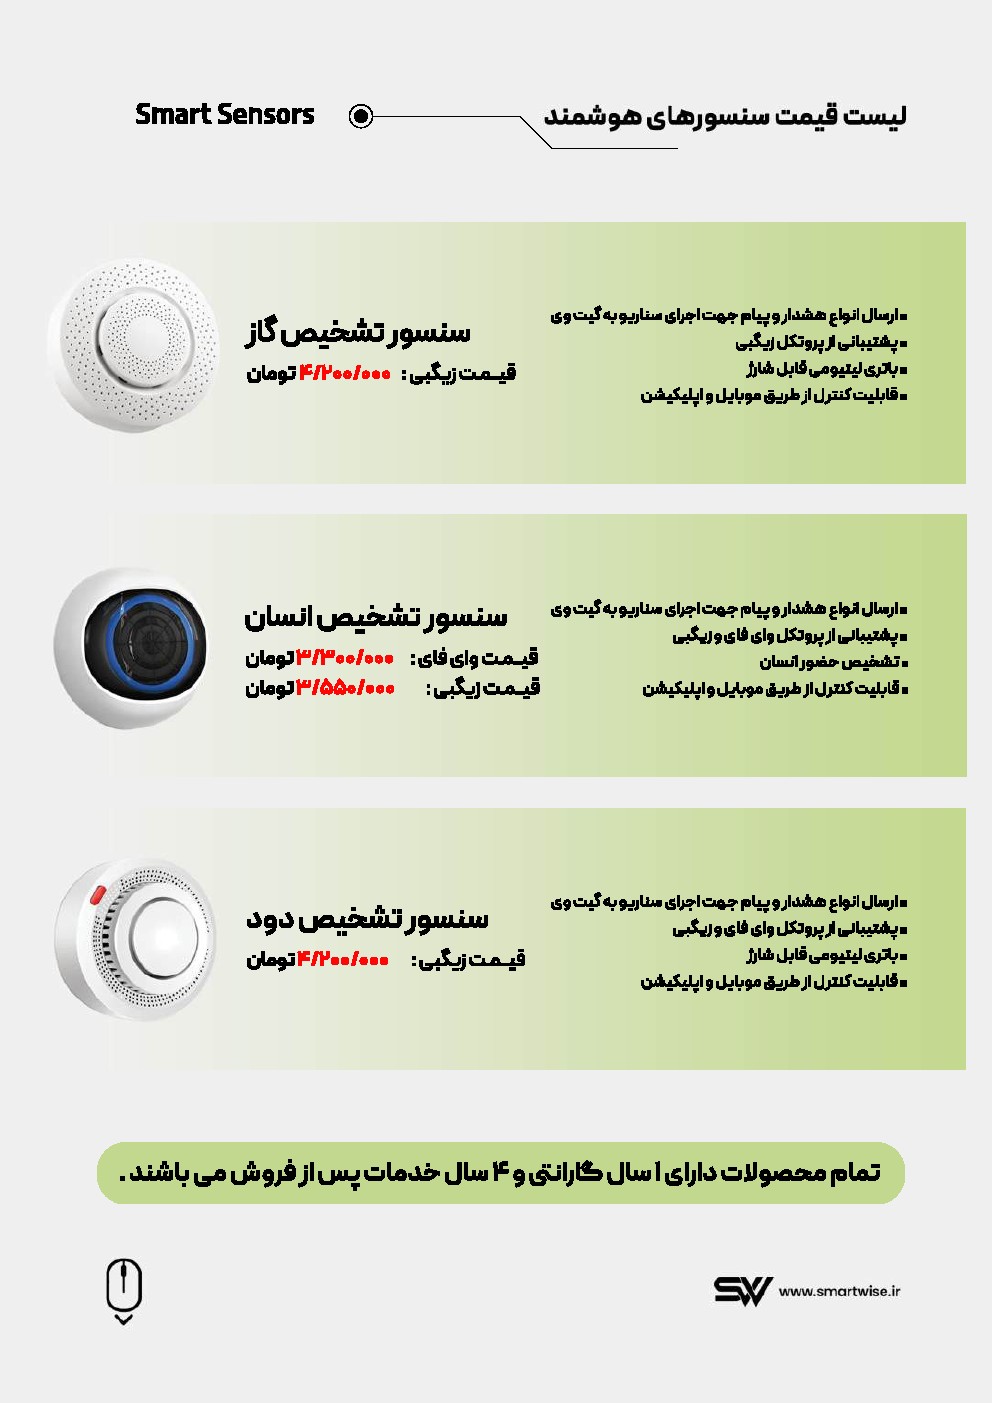 لیست قیمت سنسورهای هوشمند
Smart Sensors
سنسور تشخیص گاز
قیـمـت زیگبی : ۴/۲۰۰/۰۰۰ تومان
▪ ارسال انواع هشدار و پیام جهت اجرای سناریو به گیت وی
▪ پشتیبانی از پروتکل زیگبی
▪ باتری لیتیومی قابل شارژ
▪ قابلیت کنترل از طریق موبایل و اپلیکیشن
سنسور تشخیص انسان
قیـمـت وای فای : ۳/۳۰۰/۰۰۰ تومان
قیـمـت زیگبی : ۳/۵۵۰/۰۰۰ تومان
▪ ارسال انواع هشدار و پیام جهت اجرای سناریو به گیت وی
▪ پشتیبانی از پروتکل وای فای و زیگبی
▪ تشخیص حضور انسان
▪ قابلیت کنترل از طریق موبایل و اپلیکیشن
سنسور تشخیص دود
قیـمـت زیگبی : ۴/۲۰۰/۰۰۰ تومان
▪ ارسال انواع هشدار و پیام جهت اجرای سناریو به گیت وی
▪ پشتیبانی از پروتکل وای فای و زیگبی
▪ باتری لیتیومی قابل شارژ
▪ قابلیت کنترل از طریق موبایل و اپلیکیشن
تمام محصولات دارای ۱ سال گارانتی و ۴ سال خدمات پس از فروش می باشند .
SW www.smartwise.ir